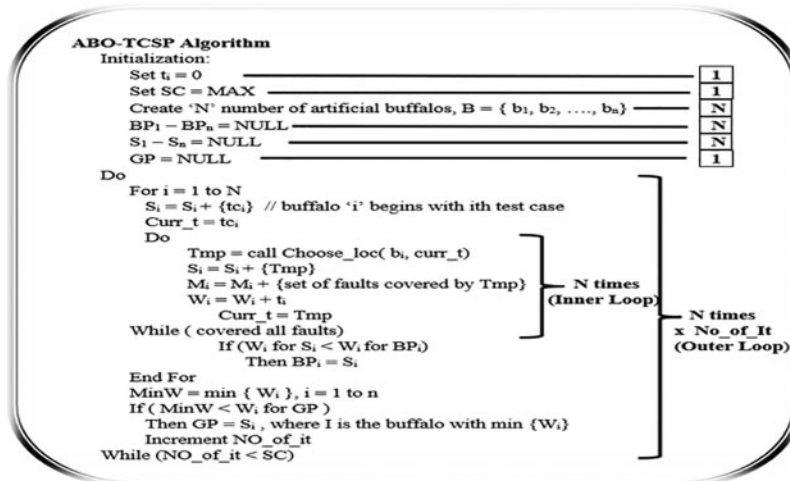 ABO-TCSP Algorithm
Initialization:
Set tᵢ = 0 1
Set SC = MAX 1
Create ‘N’ number of artificial buffalos, B = { b₁, b₂, …., bₙ} N
BP₁ – BPₙ = NULL N
S₁ – Sₙ = NULL N
GP = NULL 1
Do
For i = 1 to N
Sᵢ = Sᵢ + {tcᵢ} // buffalo ‘i’ begins with ith test case
Curr_t = tcᵢ
Do
Tmp = call Choose_loc( bᵢ, curr_t)
Sᵢ = Sᵢ + {Tmp}
Mᵢ = Mᵢ + {set of faults covered by Tmp}
Wᵢ = Wᵢ + tᵢ
Curr_t = Tmp
N times
(Inner Loop)
While ( covered all faults)
If (Wᵢ for Sᵢ < Wᵢ for BPᵢ)
Then BPᵢ = Sᵢ
End For
MinW = min { Wᵢ }, i = 1 to n
If ( MinW < Wᵢ for GP )
Then GP = Sᵢ , where I is the buffalo with min {Wᵢ}
Increment NO_of_it
While (NO_of_it < SC)
N times
x No_of_It
(Outer Loop)